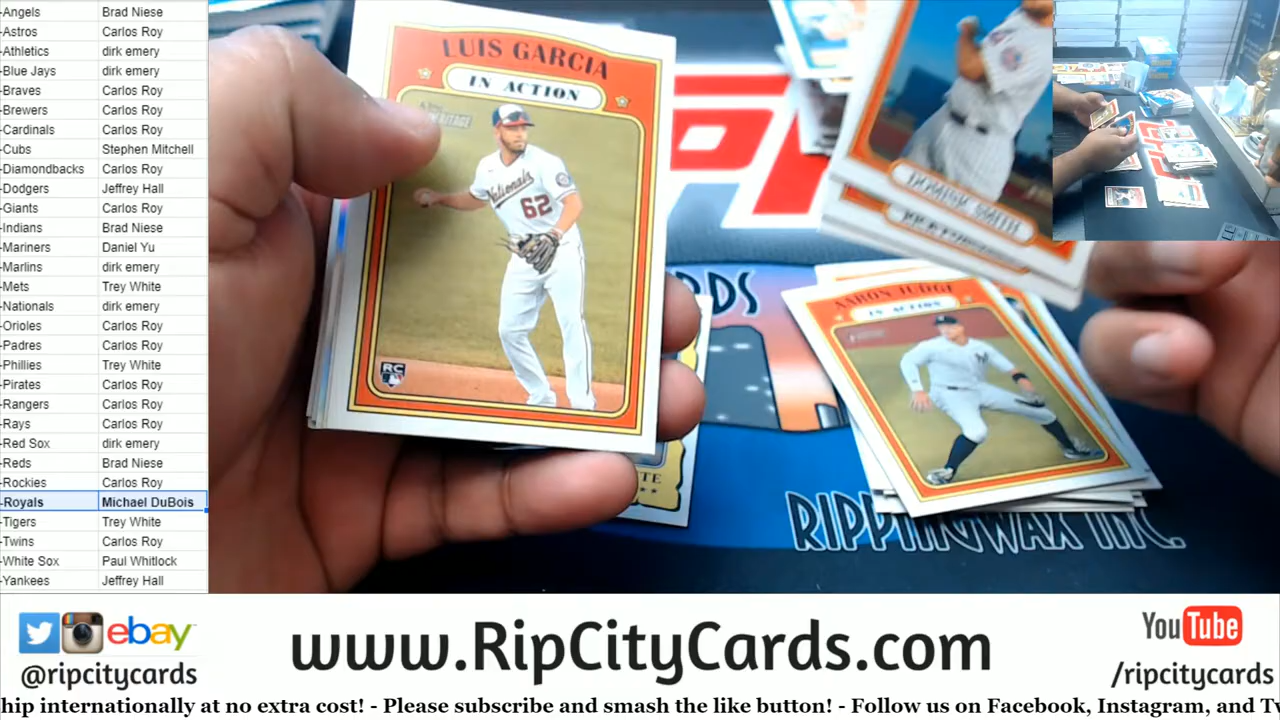 -Angels Brad Niese
-Astros Carlos Roy
-Athletics dirk emery
-Blue Jays dirk emery
-Braves Carlos Roy
-Brewers Carlos Roy
-Cardinals Carlos Roy
-Cubs Stephen Mitchell
-Diamondbacks Carlos Roy
-Dodgers Jeffrey Hall
-Giants Carlos Roy
-Indians Brad Niese
-Mariners Daniel Yu
-Marlins dirk emery
-Mets Trey White
-Nationals dirk emery
-Orioles Carlos Roy
-Padres Carlos Roy
-Phillies Trey White
-Pirates Carlos Roy
-Rangers Carlos Roy
-Rays Carlos Roy
-Red Sox dirk emery
-Reds Brad Niese
-Rockies Carlos Roy
-Royals Michael DuBois
-Tigers Trey White
-Twins Carlos Roy
-White Sox Paul Whitlock
-Yankees Jeffrey Hall
LUIS GARCIA
IN ACTION
HERITAGE
Nationals
62
RC
DOMINIC SMITH
AARON JUDGE
IN ACTION
RDS
RIPPINGWAX INC.
ebay
@ripcitycards
www.RipCityCards.com
YouTube
/ripcitycards
hip internationally at no extra cost! - Please subscribe and smash the like button! - Follow us on Facebook, Instagram, and Tv